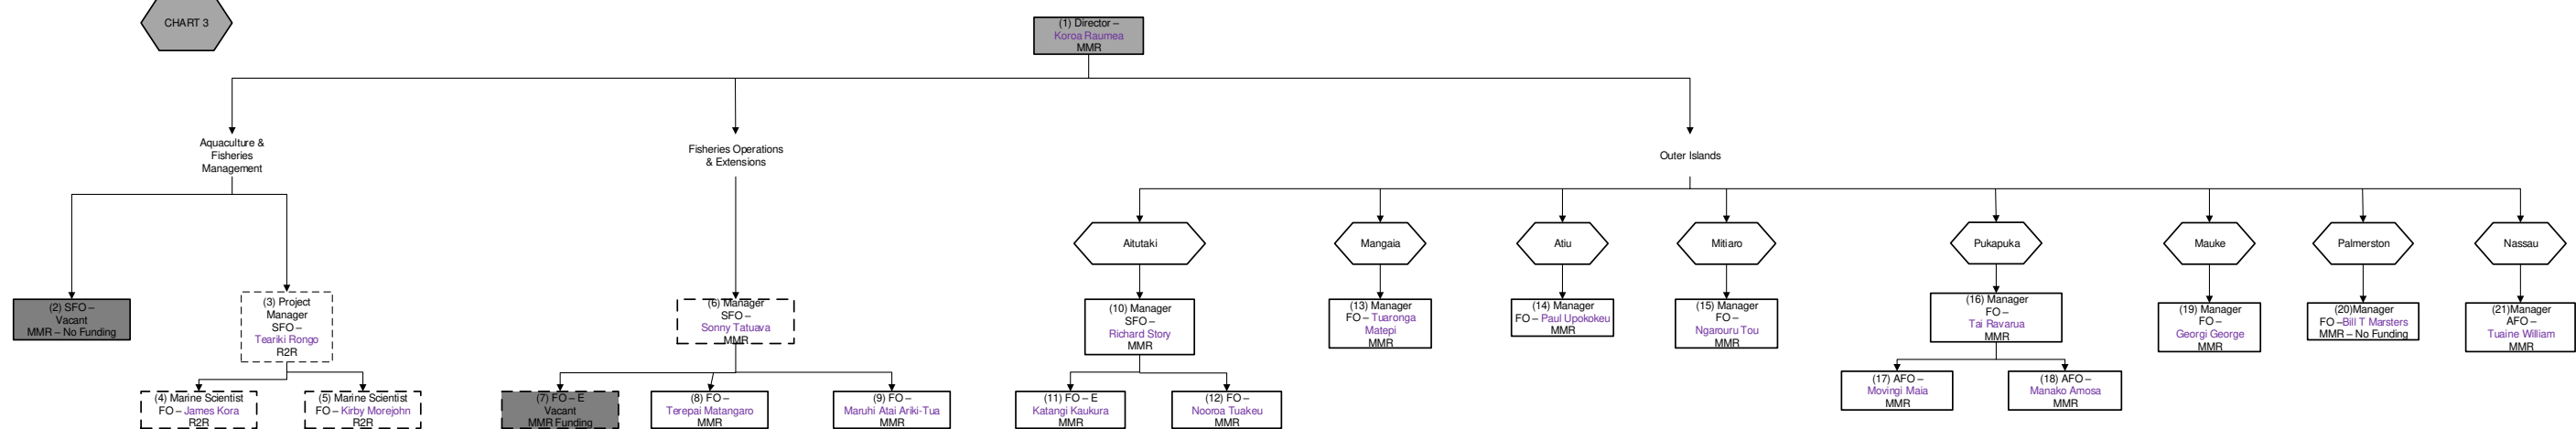 CHART 3
(1) Director –
Koroa Raumea
MMR
Aquaculture &
Fisheries
Management
Fisheries Operations
& Extensions
Outer Islands
Aitutaki
Mangaia
Atiu
Mitiaro
Pukapuka
Mauke
Palmerston
Nassau
(2) SFO –
Vacant
MMR – No Funding
(3) Project
Manager
SFO –
Teariki Rongo
R2R
(6) Manager
SFO –
Sonny Tatuava
MMR
(10) Manager
SFO –
Richard Story
MMR
(13) Manager
FO – Tuaronga
Matepi
MMR
(14) Manager
FO – Paul Upokokeu
MMR
(15) Manager
FO –
Ngarouru Tou
MMR
(16) Manager
FO –
Tai Ravarua
MMR
(19) Manager
FO –
Georgi George
MMR
(20)Manager
FO –Bill T Marsters
MMR – No Funding
(21)Manager
AFO –
Tuaine William
MMR
(4) Marine Scientist
FO – James Kora
R2R
(5) Marine Scientist
FO – Kirby Morejohn
R2R
(7) FO – E
Vacant
MMR Funding
(8) FO –
Terepai Matangaro
MMR
(9) FO –
Maruhi Atai Ariki-Tua
MMR
(11) FO – E
Katangi Kaukura
MMR
(12) FO –
Nooroa Tuakeu
MMR
(17) AFO –
Movingi Maia
MMR
(18) AFO –
Manako Amosa
MMR